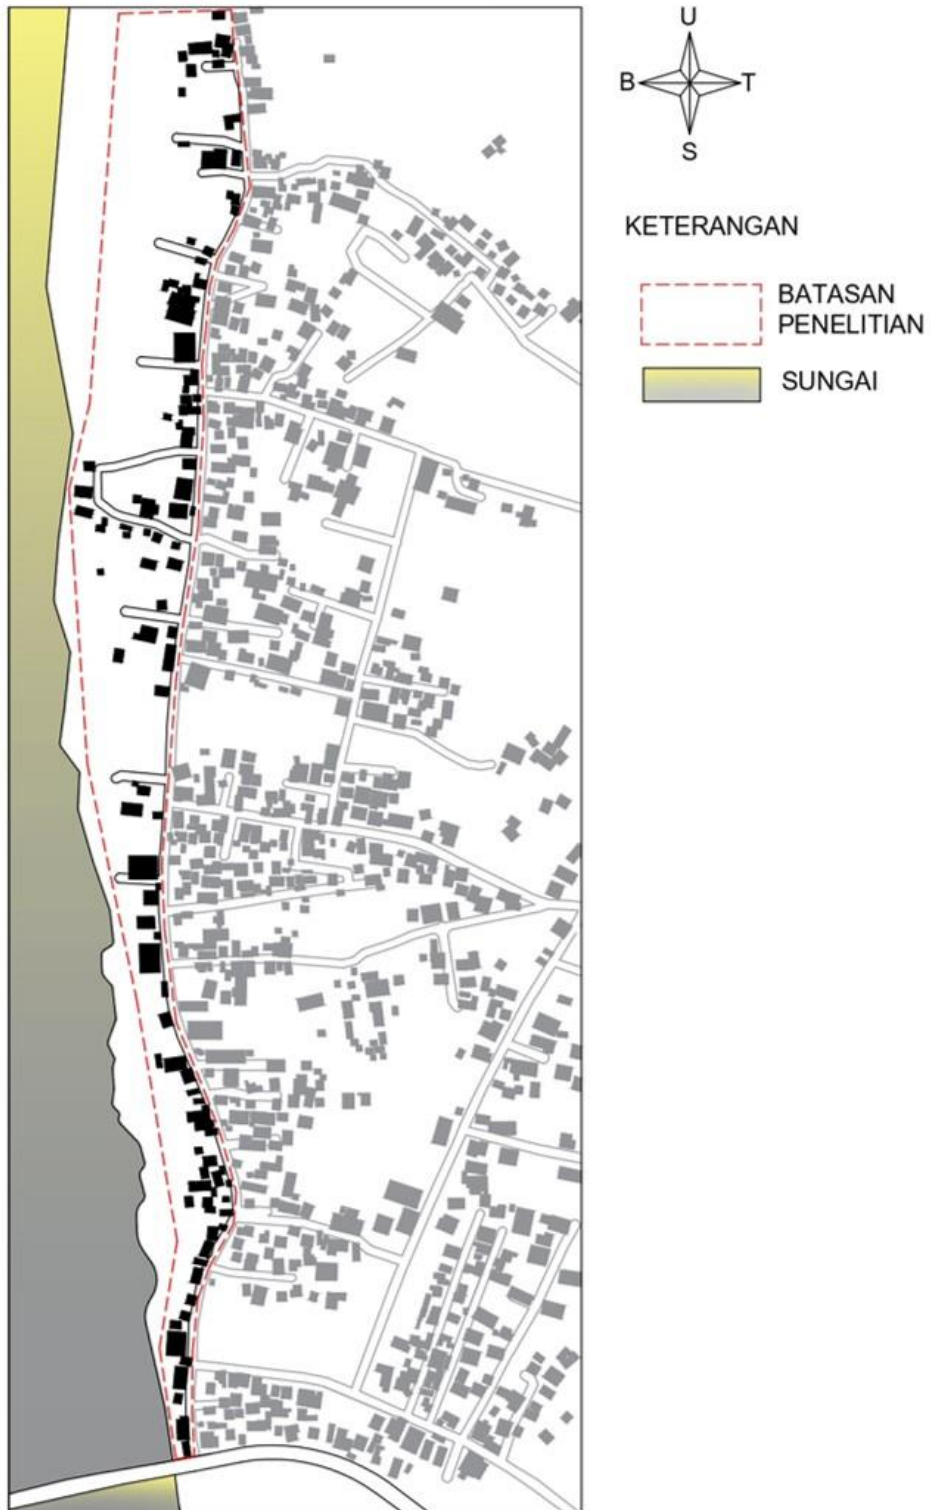 U
B T
S
KETERANGAN
BATASAN
PENELITIAN
SUNGAI